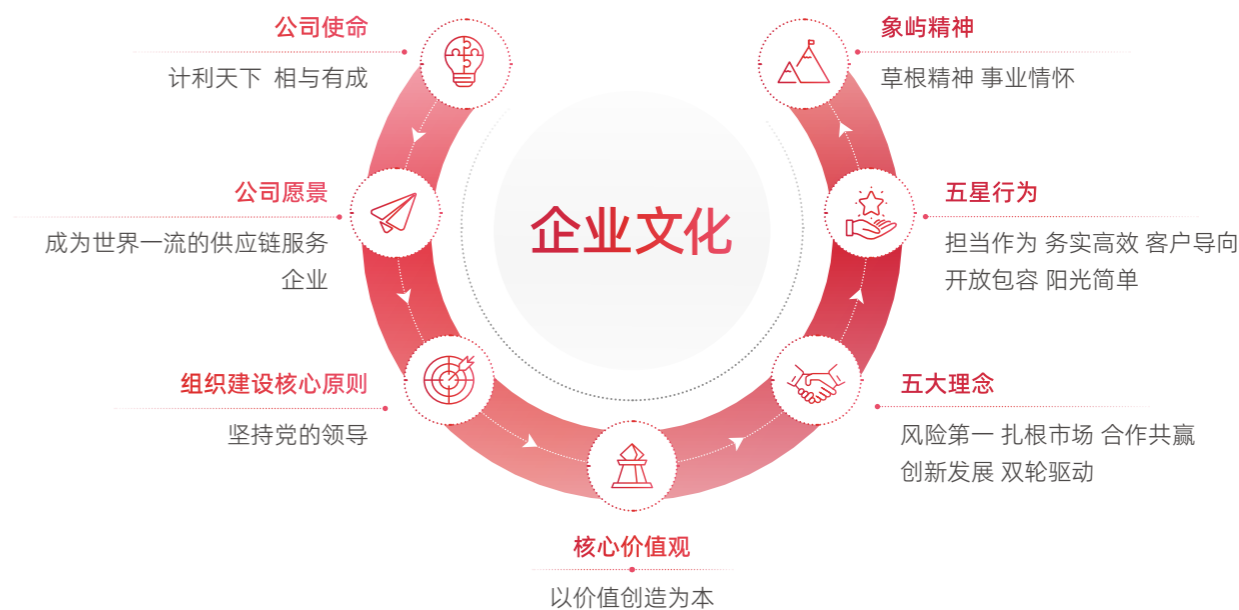 企业文化
公司使命
计利天下 相与有成
公司愿景
成为世界一流的供应链服务
企业
组织建设核心原则
坚持党的领导
核心价值观
以价值创造为本
五大理念
风险第一 扎根市场 合作共赢
创新发展 双轮驱动
五星行为
担当作为 务实高效 客户导向
开放包容 阳光简单
象屿精神
草根精神 事业情怀